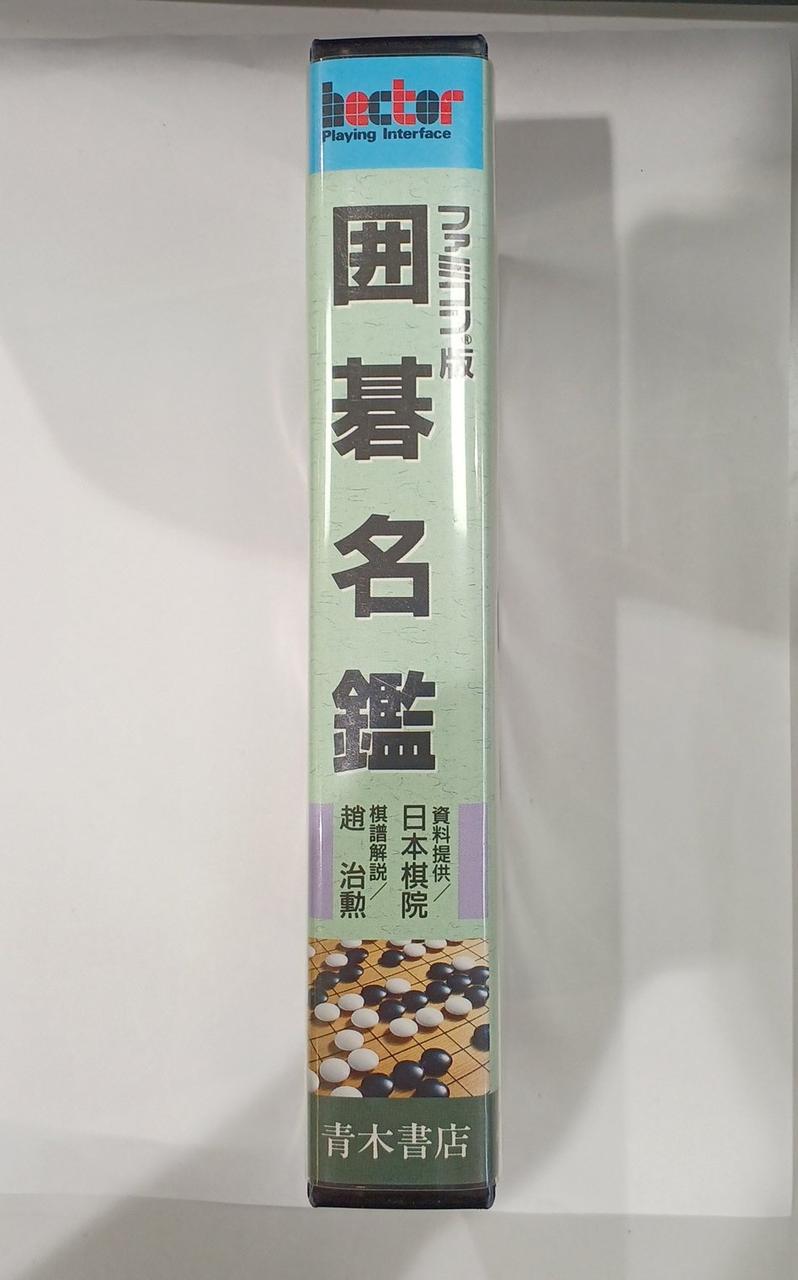 hector
Playing Interface
ファミコン®版
囲碁名鑑
資料提供/
日本棋院
棋譜解説/
趙 治勲
青木書店